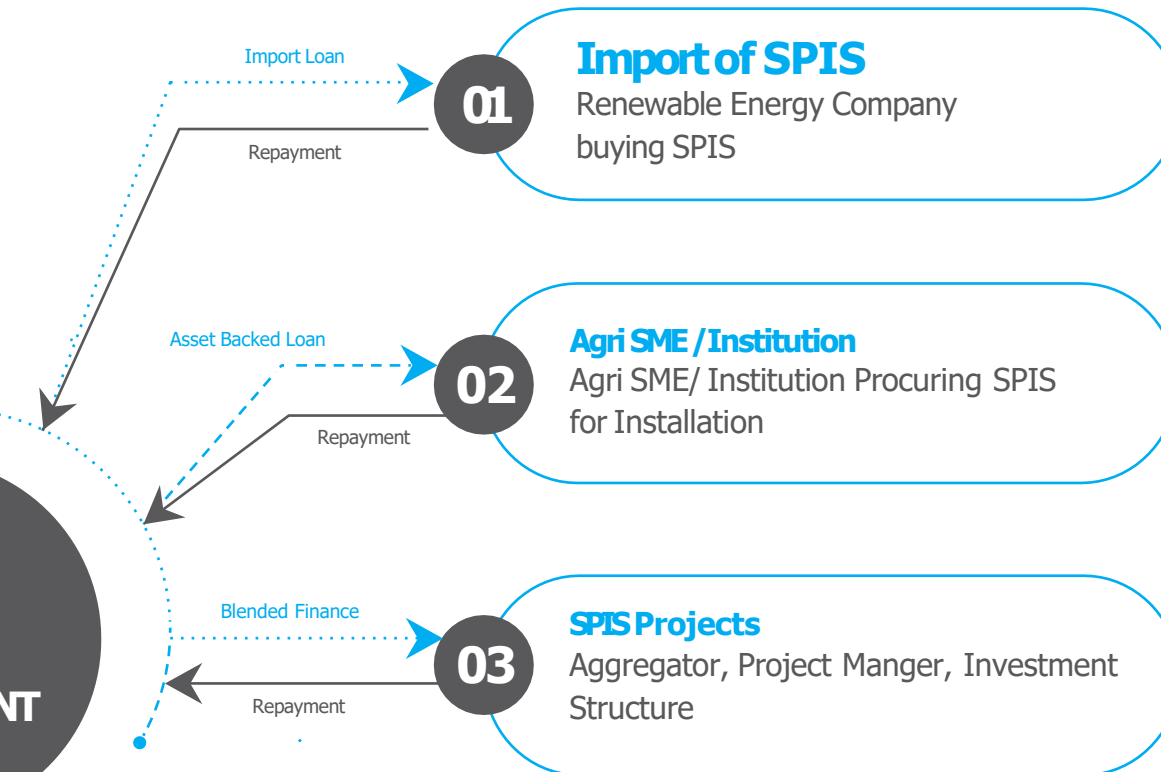 Import Loan
Repayment
01
Import of SPIS
Renewable Energy Company
buying SPIS
Asset Backed Loan
Repayment
02
Agri SME / Institution
Agri SME/ Institution Procuring SPIS
for Installation
Blended Finance
Repayment
03
SPIS Projects
Aggregator, Project Manger, Investment
Structure
NT